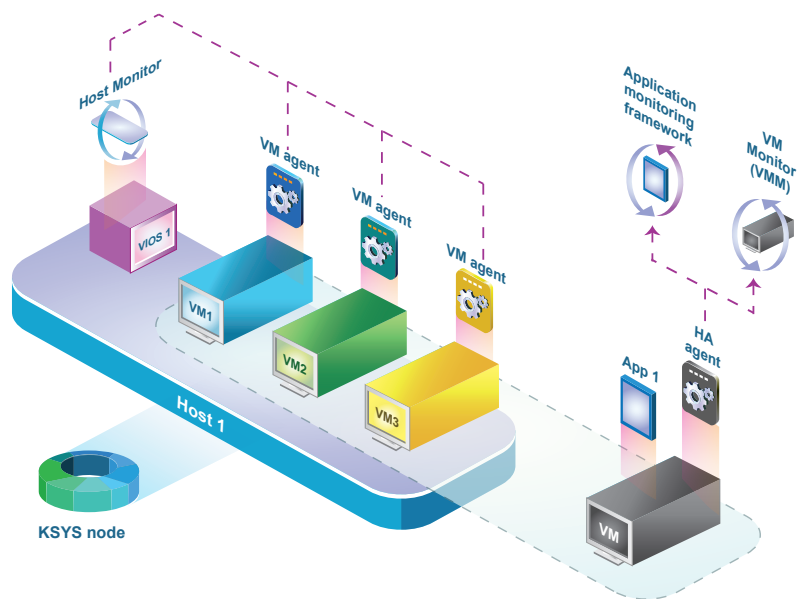 Host Monitor
VM agent
VM agent
VM agent
Application
monitoring
framework
VM
Monitor
(VMM)
VIOS 1
VM1
VM2
VM3
Host 1
App 1
HA
agent
VM
KSYS node